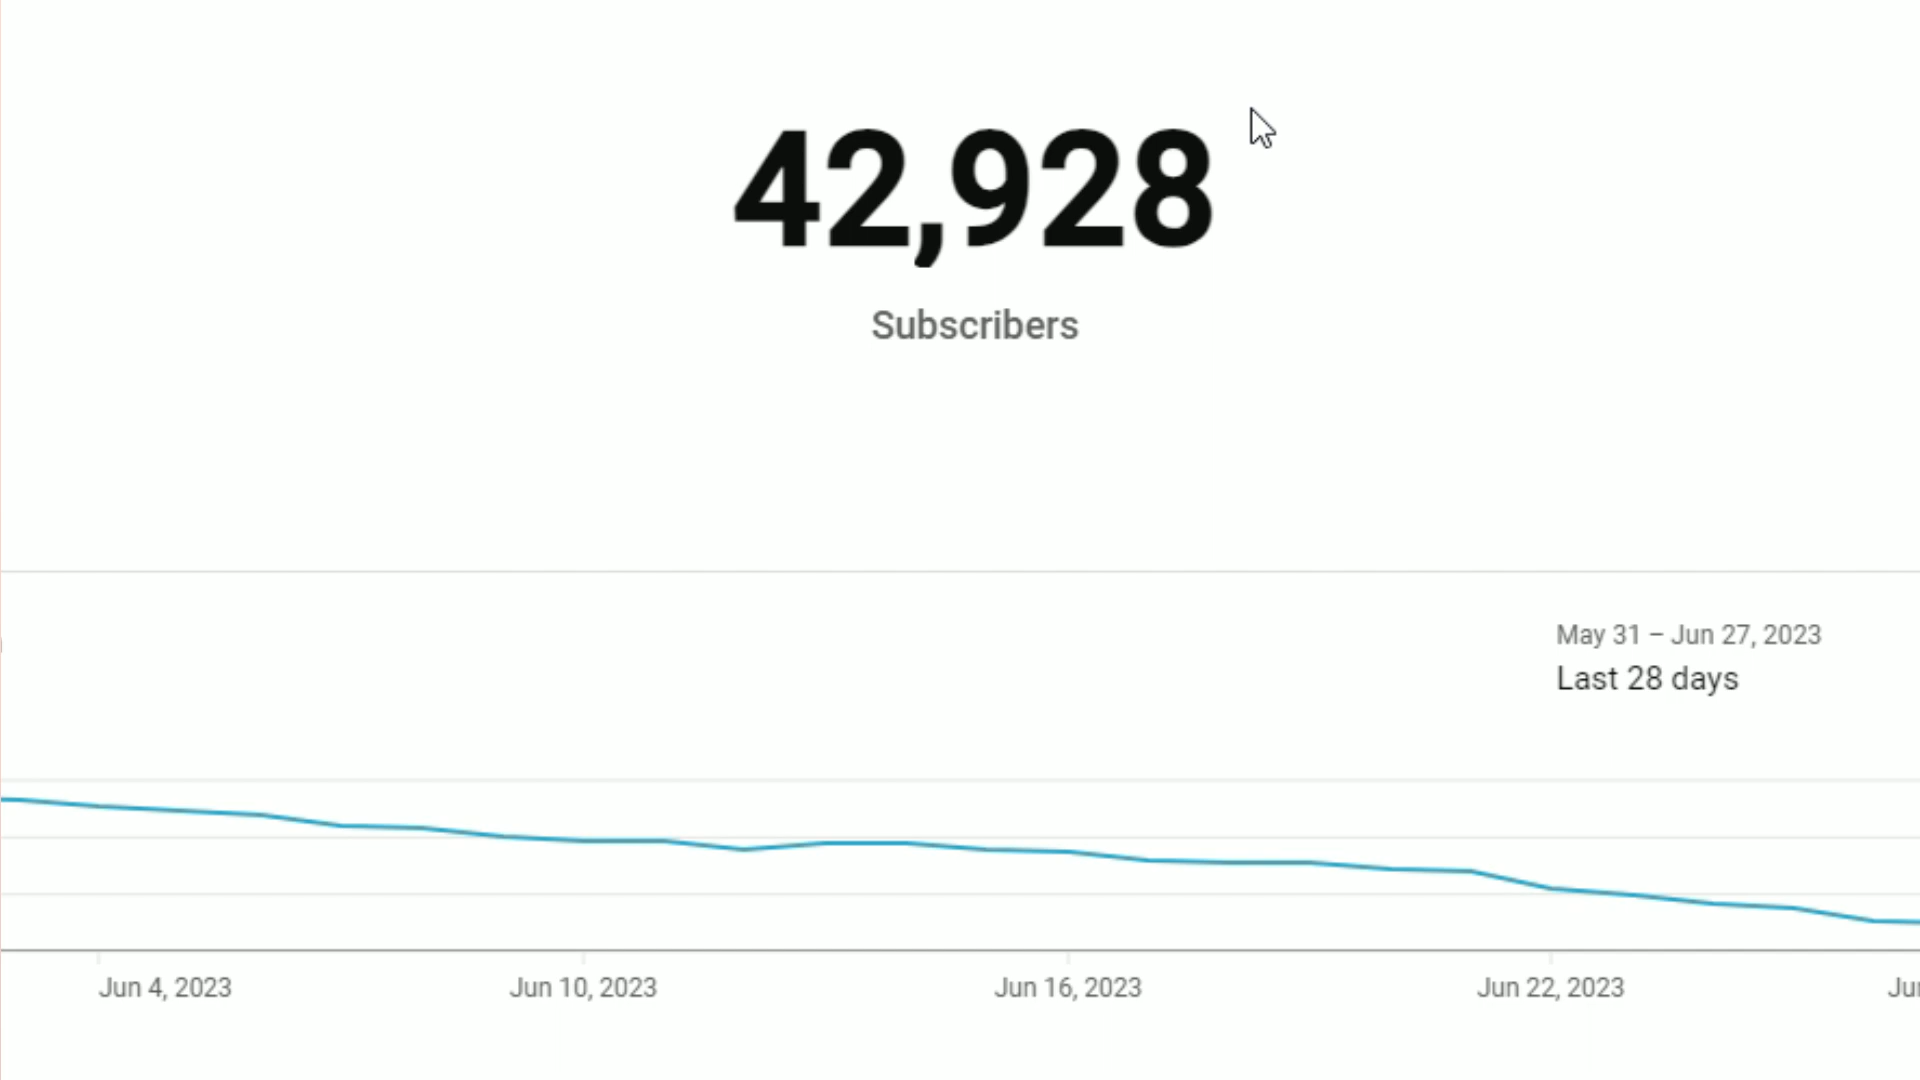 42,928
Subscribers
May 31 – Jun 27, 2023
Last 28 days
Jun 4, 2023
Jun 10, 2023
Jun 16, 2023
Jun 22, 2023